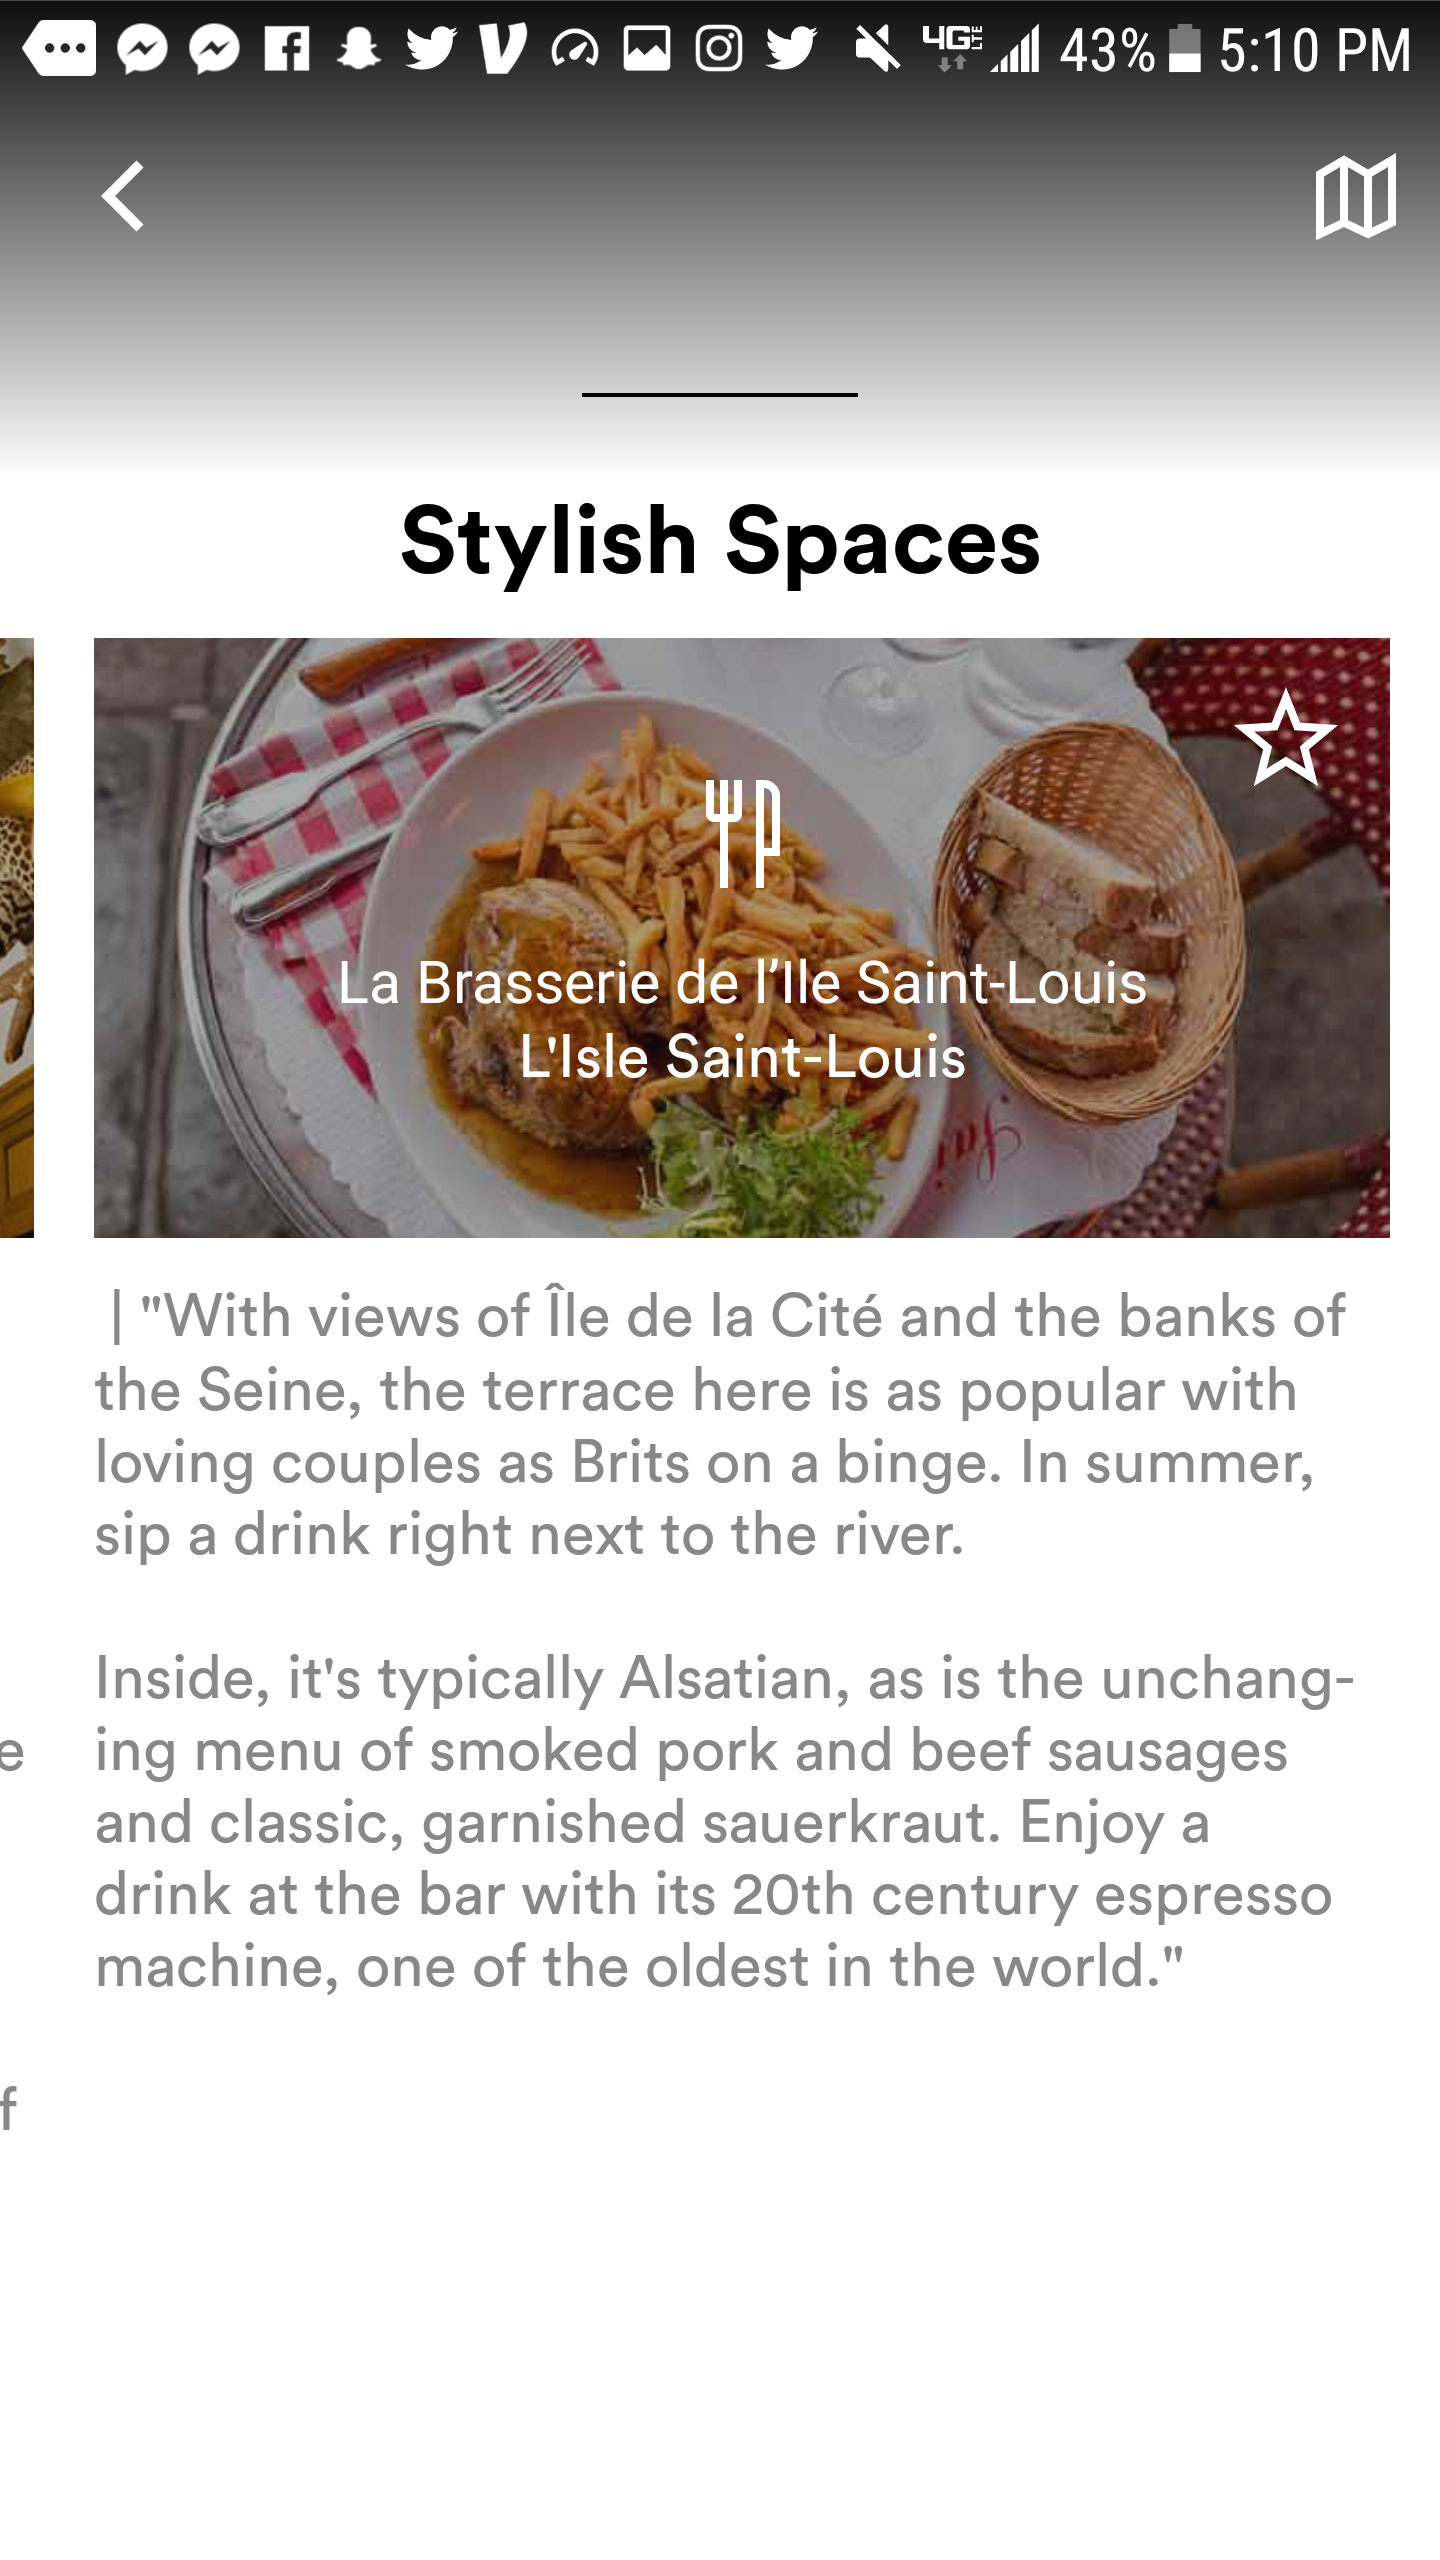 4G LTE 43% 5:10 PM
Stylish Spaces
La Brasserie de l’Ile Saint-Louis
L'Isle Saint-Louis
| "With views of Île de la Cité and the banks of
the Seine, the terrace here is as popular with
loving couples as Brits on a binge. In summer,
sip a drink right next to the river.
Inside, it's typically Alsatian, as is the unchang-
ing menu of smoked pork and beef sausages
e
and classic, garnished sauerkraut. Enjoy a
drink at the bar with its 20th century espresso
machine, one of the oldest in the world."
f